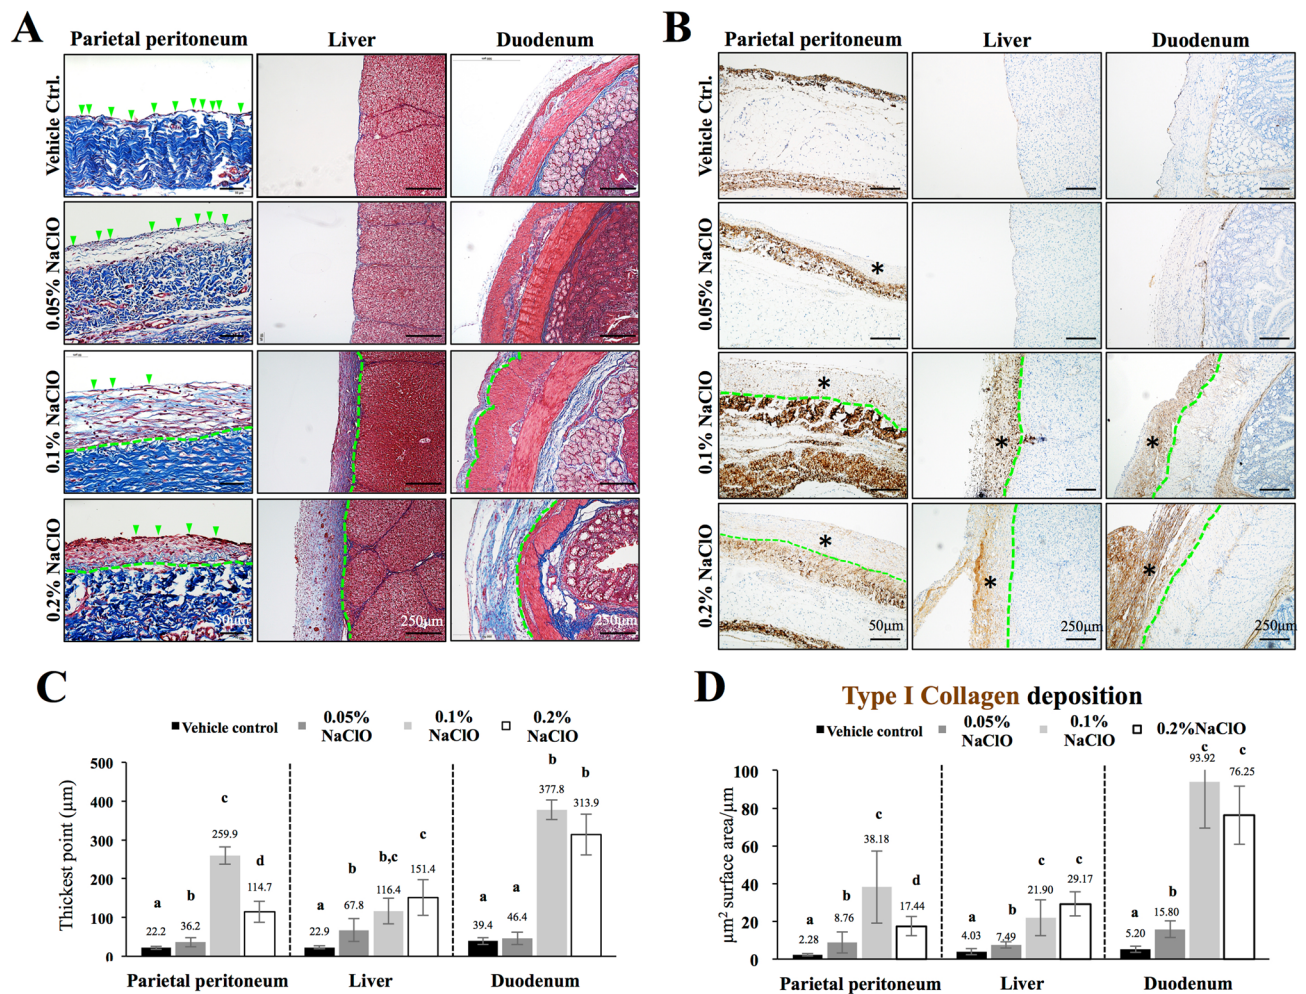 A
Parietal peritoneum
Liver
Duodenum
Vehicle Ctrl.
0.05% NaClO
0.1% NaClO
0.2% NaClO
50μm
250μm
250μm
B
Parietal peritoneum
Liver
Duodenum
Vehicle Ctrl.
0.05% NaClO
*
0.1% NaClO
*
*
*
0.2% NaClO
*
*
*
50μm
250μm
250μm
C
Vehicle control
0.05% NaClO
0.1% NaClO
0.2% NaClO
Thickest point (μm)
500
400
300
200
100
0
a
22.2
b
36.2
c
259.9
d
114.7
a
22.9
b
67.8
b,c
116.4
c
151.4
a
39.4
a
46.4
b
377.8
b
313.9
Parietal peritoneum
Liver
Duodenum
D
Type I Collagen deposition
Vehicle control
0.05% NaClO
0.1% NaClO
0.2%NaClO
μm² surface area/μm
100
80
60
40
20
0
a
2.28
b
8.76
c
38.18
d
17.44
a
4.03
b
7.49
c
21.90
c
29.17
a
5.20
b
15.80
c
93.92
c
76.25
Parietal peritoneum
Liver
Duodenum